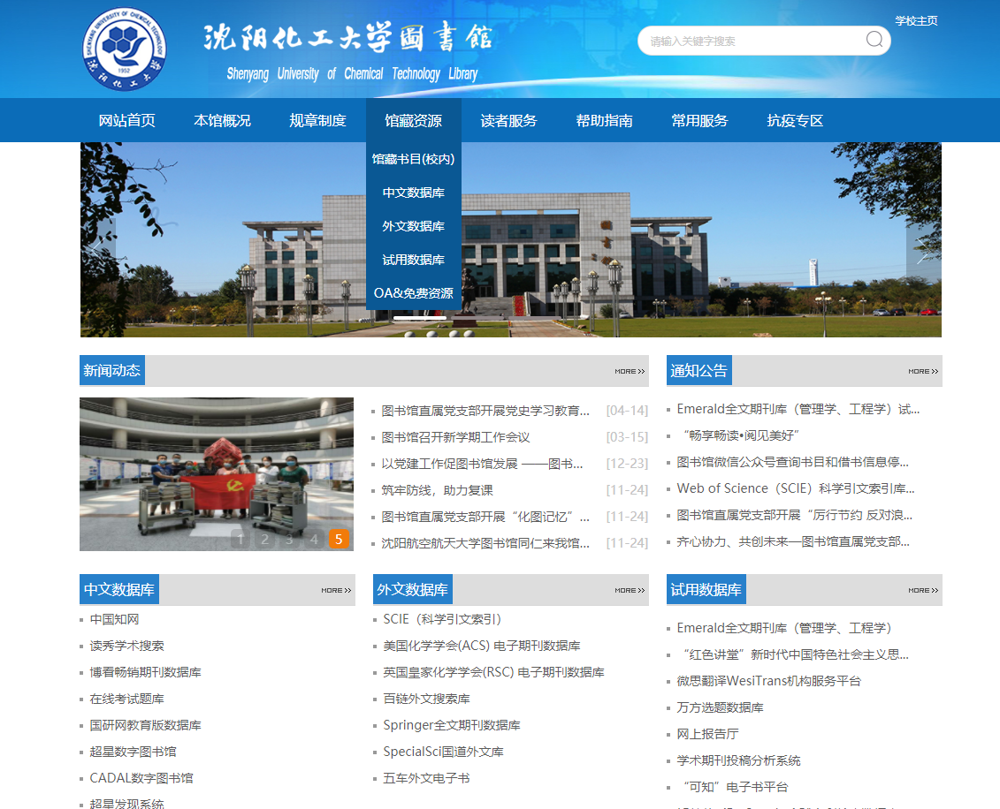 沈阳化工大学圖書館
Shenyang University of Chemical Technology Library
SHENYANG UNIVERSITY OF CHEMICAL TECHNOLOGY
1952
沈阳化工大学
学校主页
请输入关键字搜索
网站首页 本馆概况 规章制度 馆藏资源 读者服务 帮助指南 常用服务 抗疫专区
馆藏书目(校内)
中文数据库
外文数据库
试用数据库
OA&免费资源
新闻动态 MORE >>
图书馆直属党支部开展党史学习教育... [04-14]
图书馆召开新学期工作会议 [03-15]
以党建工作促图书馆发展 ——图书... [12-23]
筑牢防线，助力复课 [11-24]
图书馆直属党支部开展“化图记忆”... [11-24]
沈阳航空航天大学图书馆同仁来我馆... [11-24]
1 2 3 4 5
通知公告 MORE >>
Emerald全文期刊库（管理学、工程学）试...
“畅享畅读•阅见美好”
图书馆微信公众号查询书目和借书信息停...
Web of Science（SCIE）科学引文索引库...
图书馆直属党支部开展“厉行节约 反对浪...
齐心协力、共创未来—图书馆直属党支部...
中文数据库 MORE >>
中国知网
读秀学术搜索
博看畅销期刊数据库
在线考试题库
国研网教育版数据库
超星数字图书馆
CADAL数字图书馆
超星发现系统
外文数据库 MORE >>
SCIE（科学引文索引）
美国化学学会(ACS) 电子期刊数据库
英国皇家化学学会(RSC) 电子期刊数据库
百链外文搜索库
Springer全文期刊数据库
SpecialSci国道外文库
五车外文电子书
试用数据库 MORE >>
Emerald全文期刊库（管理学、工程学）
“红色讲堂”新时代中国特色社会主义思...
微思翻译WesiTrans机构服务平台
万方选题数据库
网上报告厅
学术期刊投稿分析系统
“可知”电子书平台